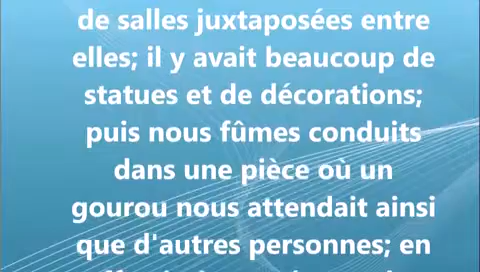 de salles juxtaposées entre
elles; il y avait beaucoup de
statues et de décorations;
puis nous fûmes conduits
dans une pièce où un
gourou nous attendait ainsi
que d'autres personnes; en